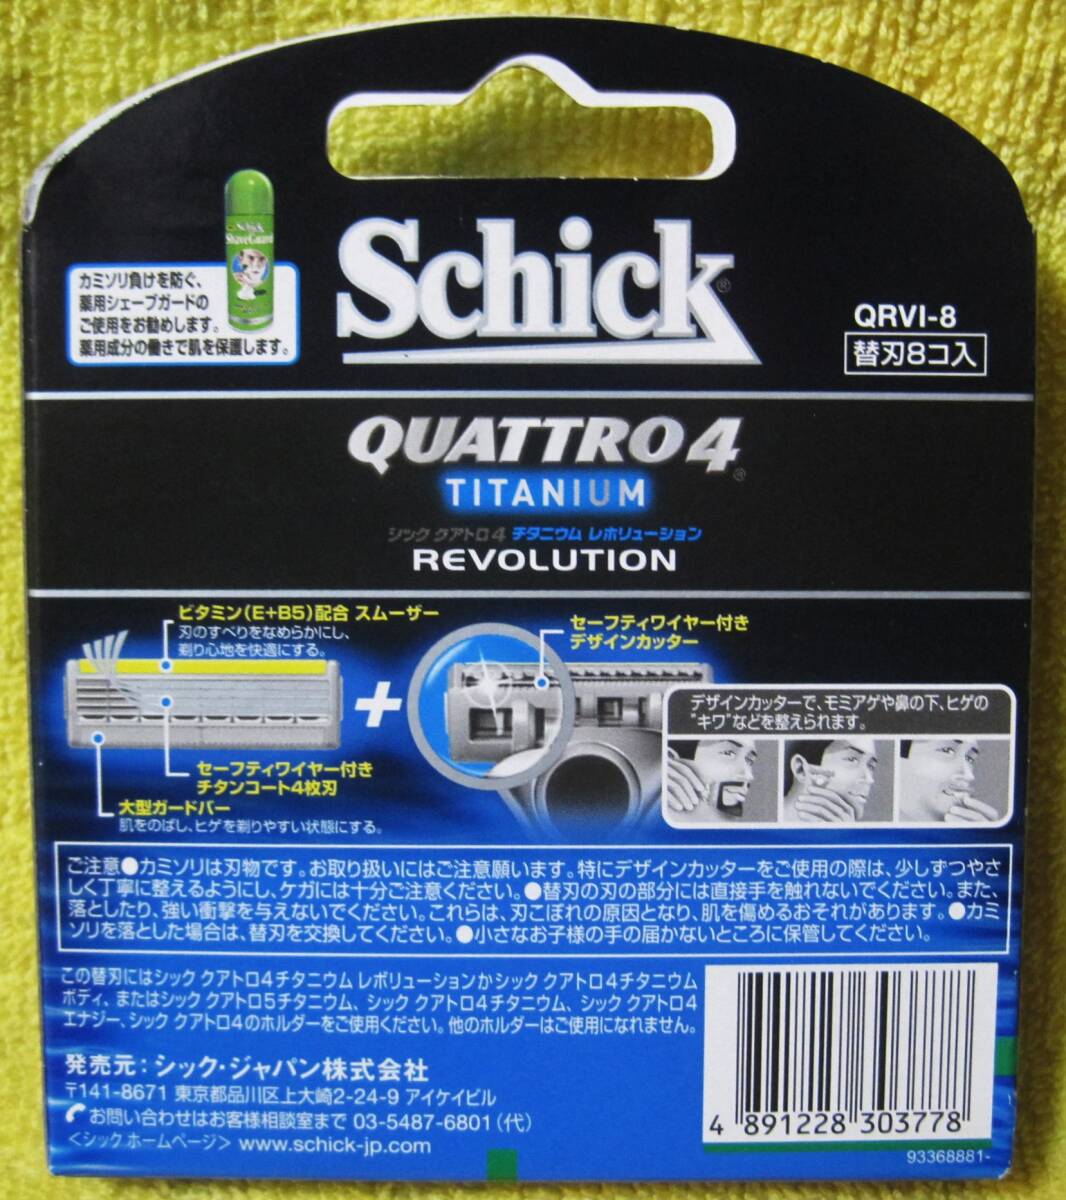 Schick
ShaveGuard
カミソリ負けを防ぐ、
薬用シェーブガードの
ご使用をお勧めします。
薬用成分の働きで肌を保護します。
Schick®
QRVI-8
替刃8コ入
QUATTRO4®
TITANIUM
シック クアトロ4 チタニウム レボリューション
REVOLUTION
ビタミン(E+B5)配合 スムーザー
刃のすべりをなめらかにし、
剃り心地を快適にする。
セーフティワイヤー付き
デザインカッター
+
デザインカッターで、モミアゲや鼻の下、ヒゲの
"キワ"などを整えられます。
セーフティワイヤー付き
チタンコート4枚刃
大型ガードバー
肌をのばし、ヒゲを剃りやすい状態にする。
ご注意●カミソリは刃物です。お取り扱いにはご注意願います。特にデザインカッターをご使用の際は、少しずつやさ
しく丁寧に整えるようにし、ケガには十分ご注意ください。●替刃の刃の部分には直接手を触れないでください。また、
落としたり、強い衝撃を与えないでください。これらは、刃こぼれの原因となり、肌を傷めるおそれがあります。●カミ
ソリを落とした場合は、替刃を交換してください。●小さなお子様の手の届かないところに保管してください。
この替刃にはシック クアトロ4チタニウム レボリューションかシック クアトロ4チタニウム
ボディ、またはシック クアトロ5チタニウム、シック クアトロ4チタニウム、シック クアトロ4
エナジー、シック クアトロ4のホルダーをご使用ください。他のホルダーはご使用になれません。
発売元：シック・ジャパン株式会社
〒141-8671 東京都品川区上大崎2-24-9 アイケイビル
お問い合わせはお客様相談室まで 03-5487-6801(代)
<シック ホームページ> www.schick-jp.com
4 891228 303778
93368881-